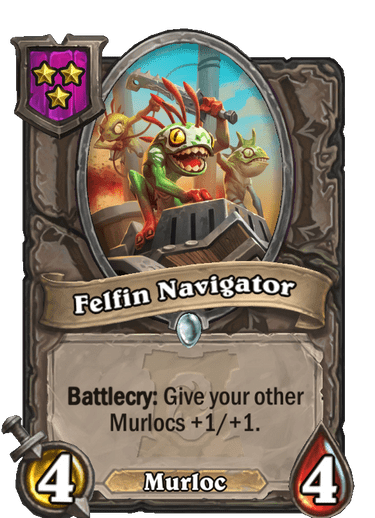 Felfin Navigator
Battlecry: Give your other
Murlocs +1/+1.
4 Murloc 4